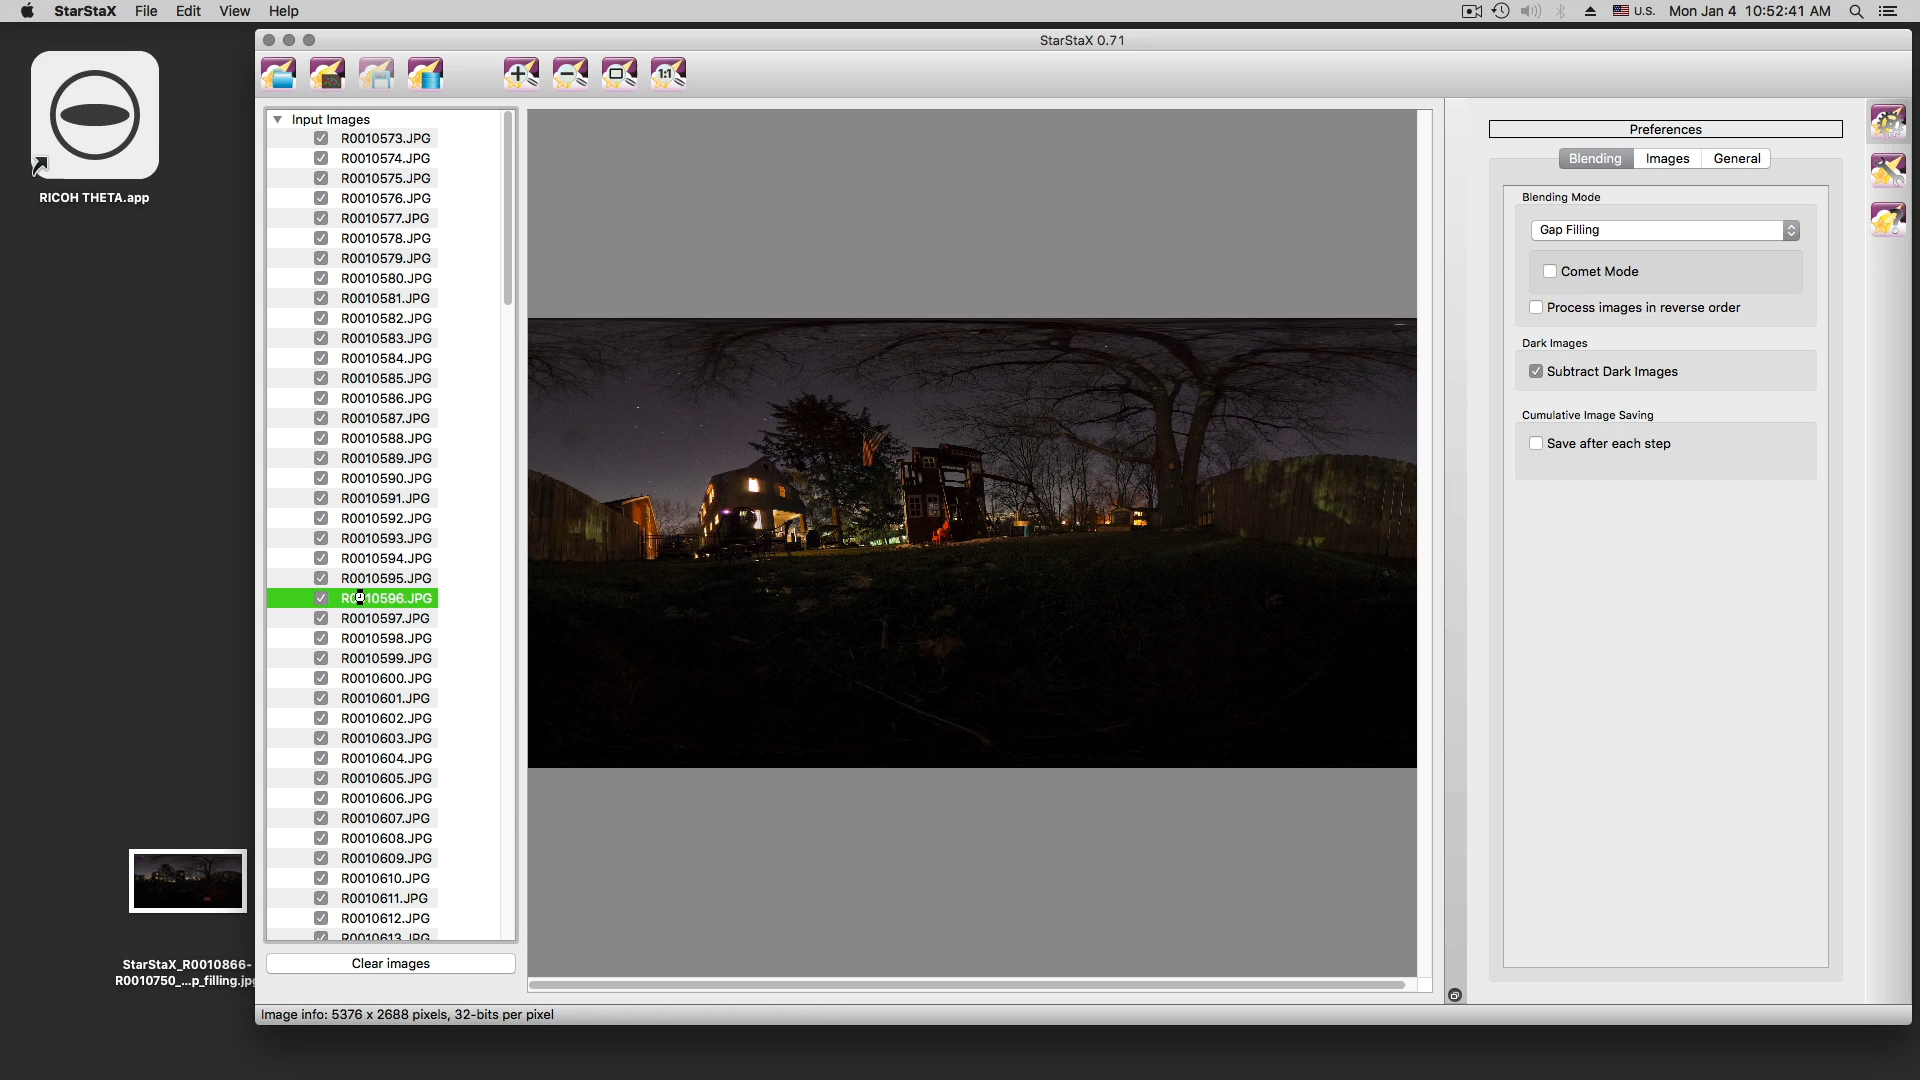 StarStaX File Edit View Help
U.S. Mon Jan 4 10:52:41 AM
StarStaX 0.71
RICOH THETA.app
1:1
Input Images
R0010573.JPG
R0010574.JPG
R0010575.JPG
R0010576.JPG
R0010577.JPG
R0010578.JPG
R0010579.JPG
R0010580.JPG
R0010581.JPG
R0010582.JPG
R0010583.JPG
R0010584.JPG
R0010585.JPG
R0010586.JPG
R0010587.JPG
R0010588.JPG
R0010589.JPG
R0010590.JPG
R0010591.JPG
R0010592.JPG
R0010593.JPG
R0010594.JPG
R0010595.JPG
R0010596.JPG
R0010597.JPG
R0010598.JPG
R0010599.JPG
R0010600.JPG
R0010601.JPG
R0010602.JPG
R0010603.JPG
R0010604.JPG
R0010605.JPG
R0010606.JPG
R0010607.JPG
R0010608.JPG
R0010609.JPG
R0010610.JPG
R0010611.JPG
R0010612.JPG
R0010613.JPG
Clear images
Preferences
Blending Images General
Blending Mode
Gap Filling
Comet Mode
Process images in reverse order
Dark Images
Subtract Dark Images
Cumulative Image Saving
Save after each step
StarStaX_R0010866-
R0010750_...p_filling.jpg
Image info: 5376 x 2688 pixels, 32-bits per pixel